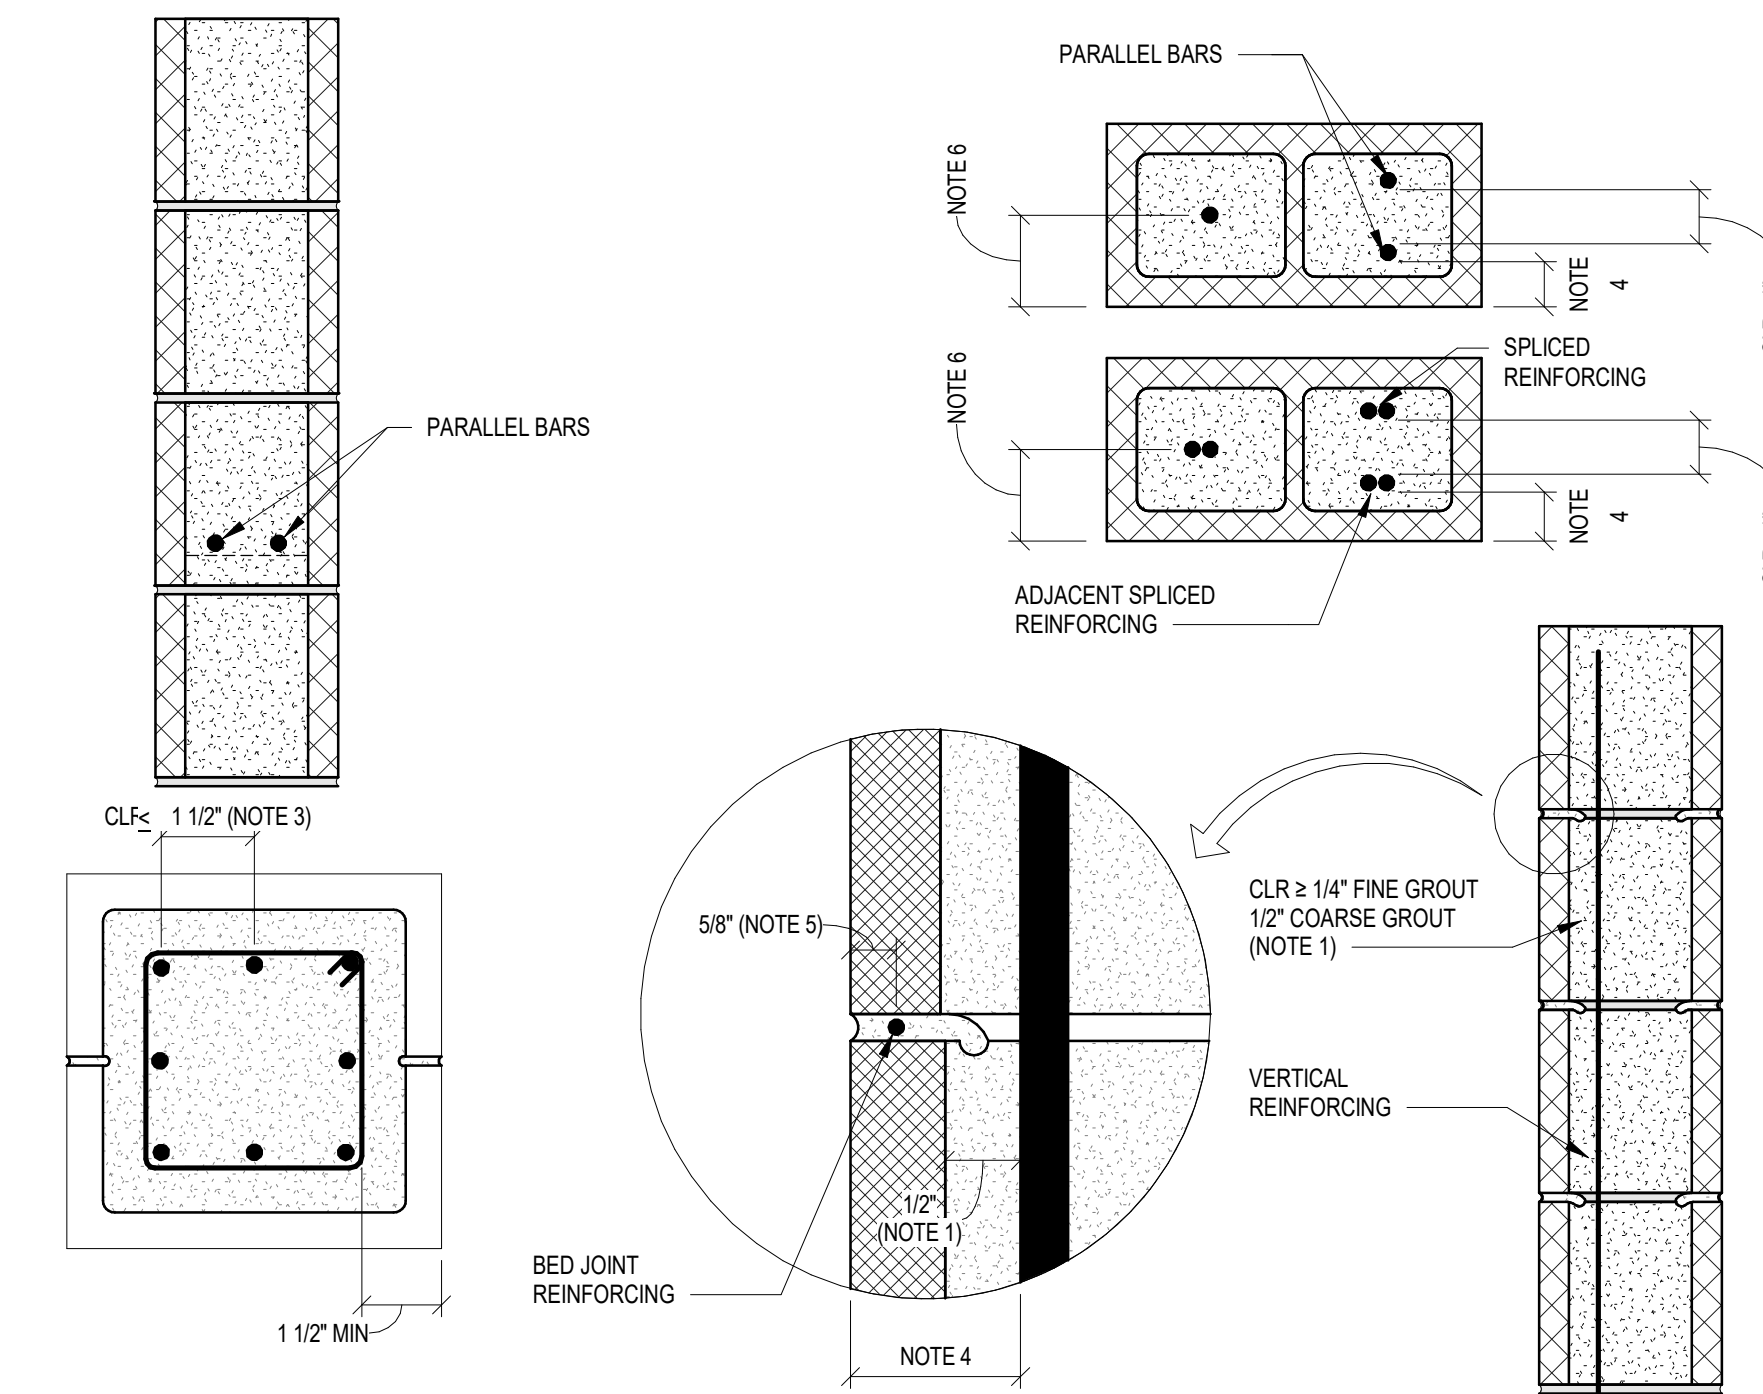 PARALLEL BARS
NOTE 6
NOTE
4
SPLICED
REINFORCING
NOTE 6
NOTE
4
PARALLEL BARS
ADJACENT SPLICED
REINFORCING
CLR≤ 1 1/2" (NOTE 3)
5/8" (NOTE 5)
CLR ≥ 1/4" FINE GROUT
1/2" COARSE GROUT
(NOTE 1)
VERTICAL
REINFORCING
1/2"
(NOTE 1)
BED JOINT
REINFORCING
1 1/2" MIN
NOTE 4